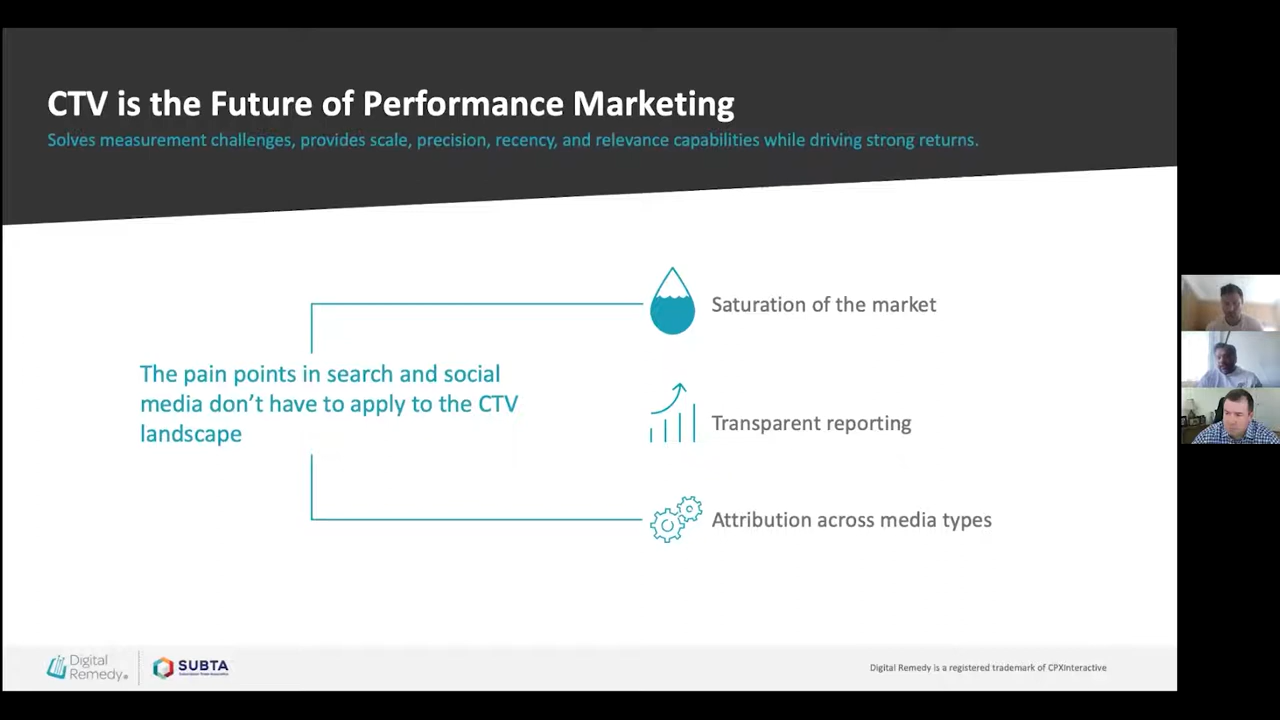 CTV is the Future of Performance Marketing
Solves measurement challenges, provides scale, precision, recency, and relevance capabilities while driving strong returns.
Saturation of the market
The pain points in search and social
media don’t have to apply to the CTV
landscape
Transparent reporting
Attribution across media types
Digital
Remedy
SUBTA
Digital Remedy is a registered trademark of CPXInteractive